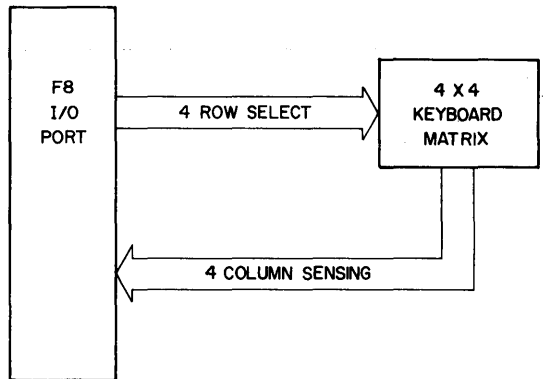 F8
I/O
PORT
4 ROW SELECT
4 X 4
KEYBOARD
MATRIX
4 COLUMN SENSING